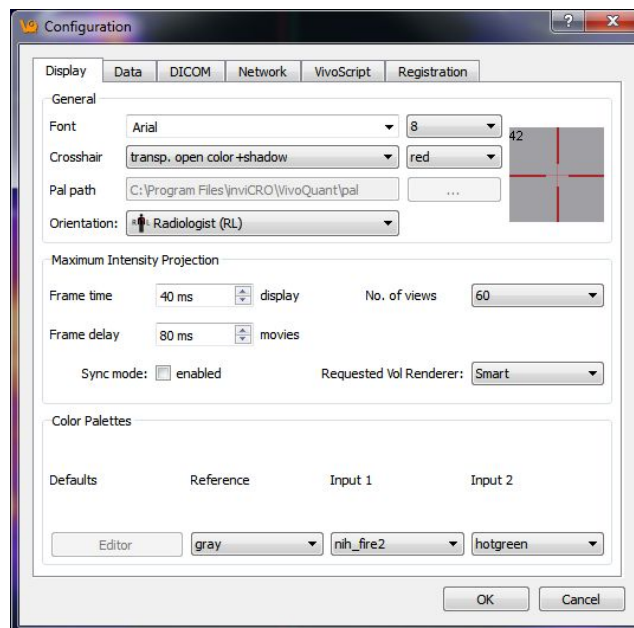 Configuration
Display Data DICOM Network VivoScript Registration
General
Font Arial 8
42
Crosshair transp. open color+shadow red
Pal path C:\Program Files\inviCRO\VivoQuant\pal ...
Orientation: R L Radiologist (RL)
Maximum Intensity Projection
Frame time 40 ms display No. of views 60
Frame delay 80 ms movies
Sync mode: enabled Requested Vol Renderer: Smart
Color Palettes
Defaults Reference Input 1 Input 2
Editor gray nih_fire2 hotgreen
OK Cancel